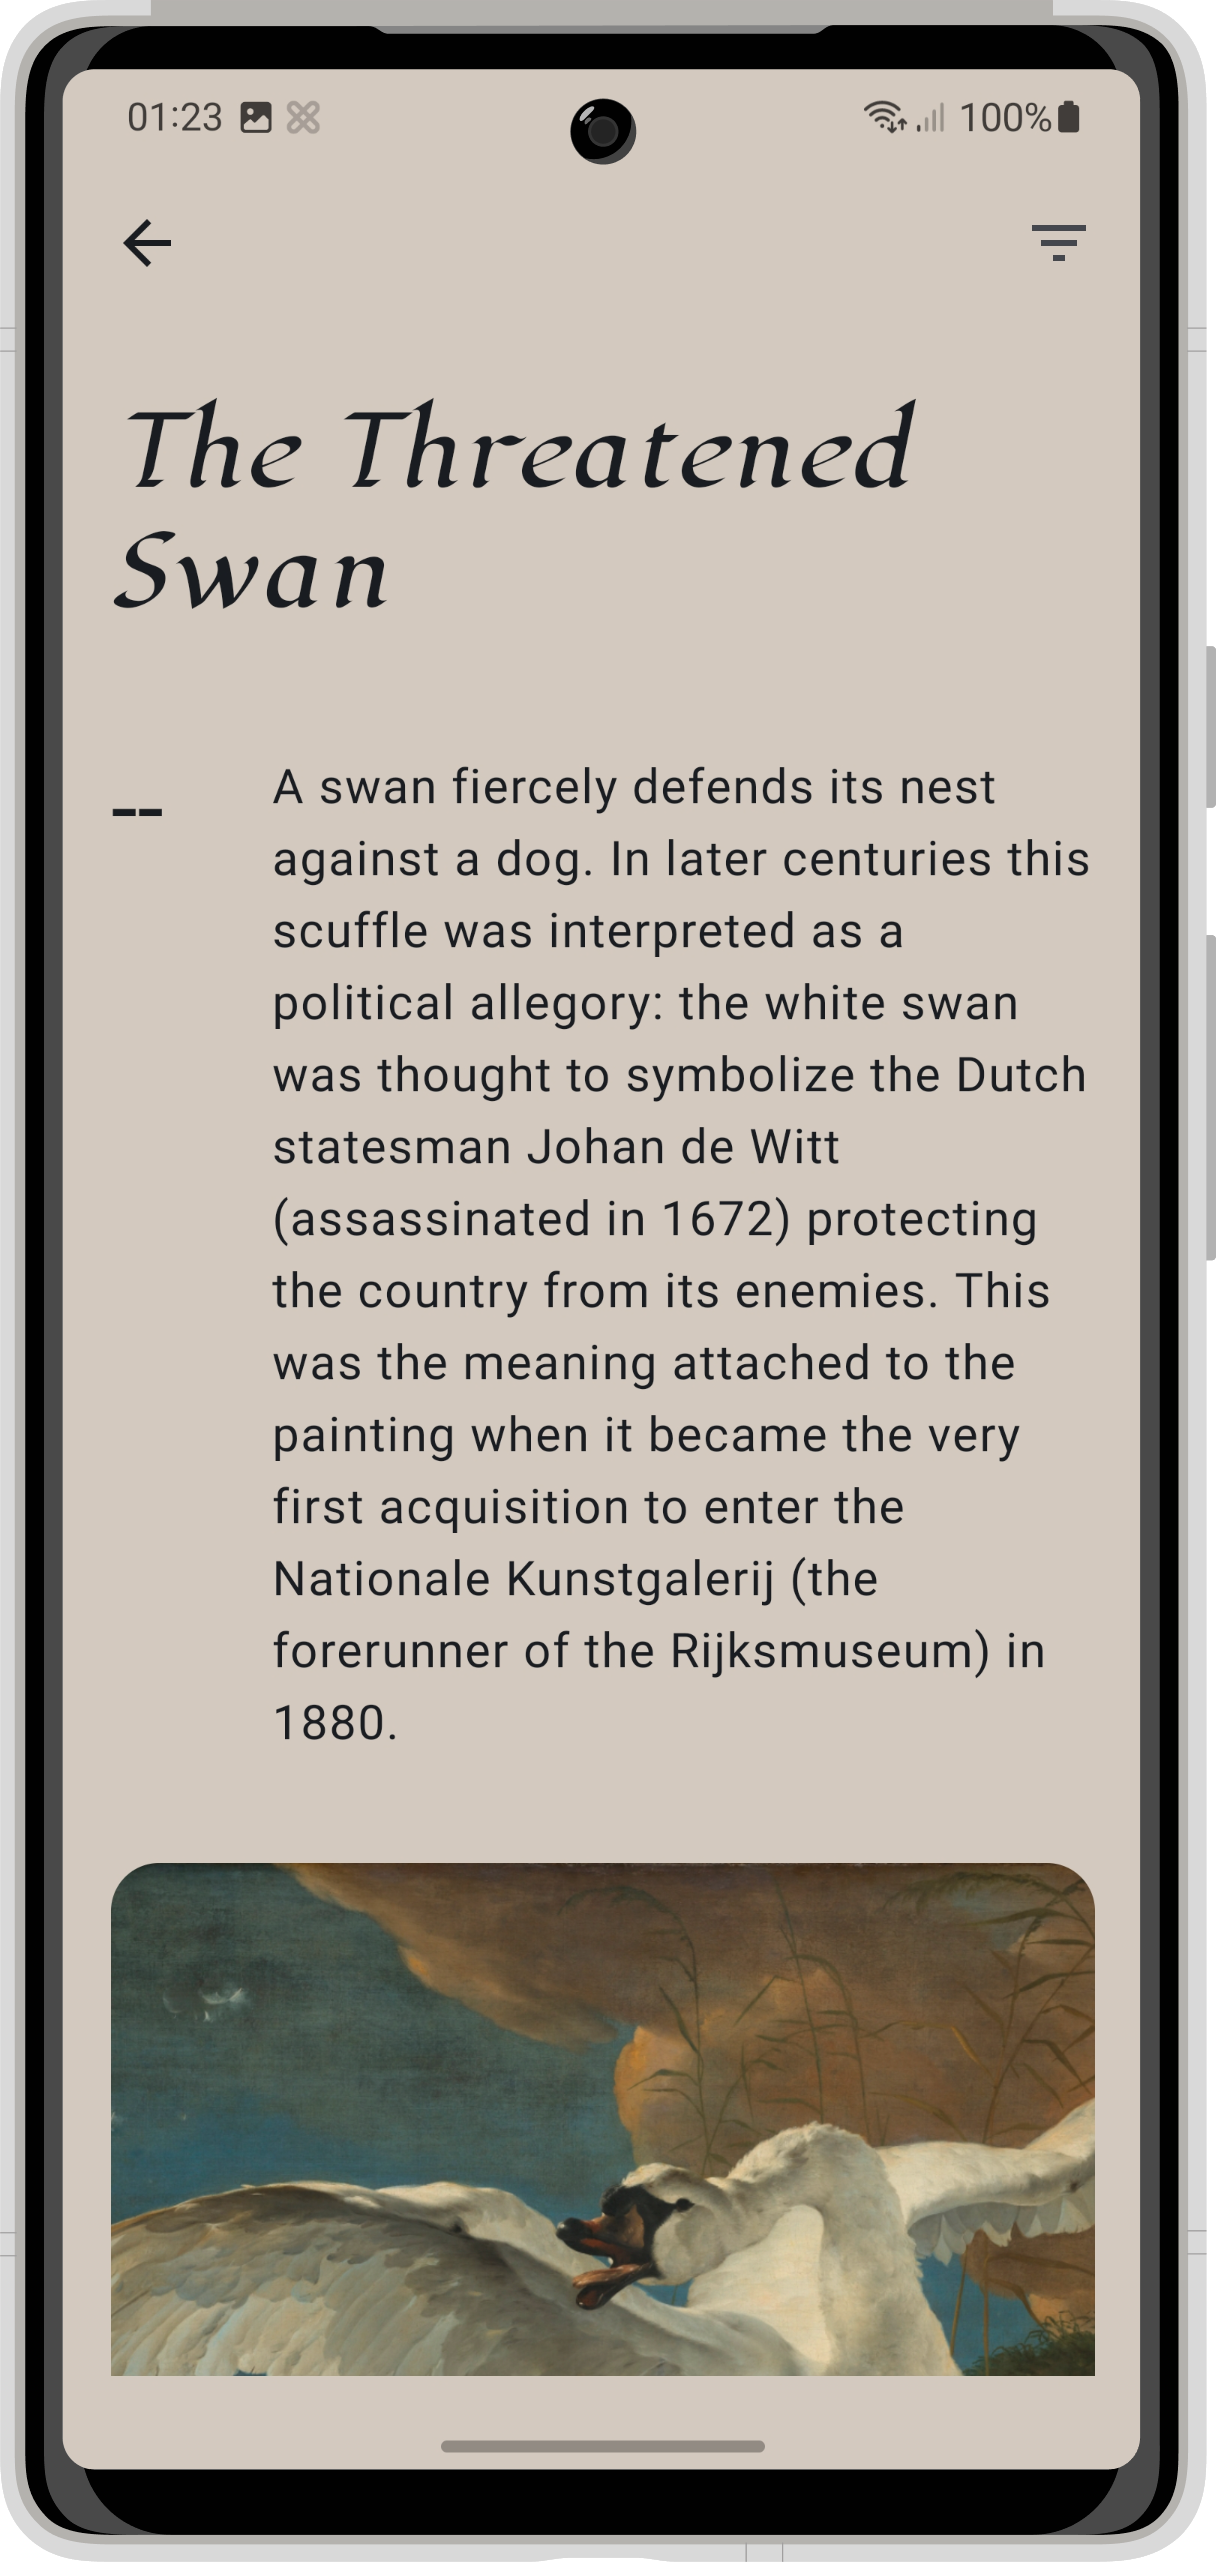 01:23
100%
The Threatened
Swan
--
A swan fiercely defends its nest
against a dog. In later centuries this
scuffle was interpreted as a
political allegory: the white swan
was thought to symbolize the Dutch
statesman Johan de Witt
(assassinated in 1672) protecting
the country from its enemies. This
was the meaning attached to the
painting when it became the very
first acquisition to enter the
Nationale Kunstgalerij (the
forerunner of the Rijksmuseum) in
1880.